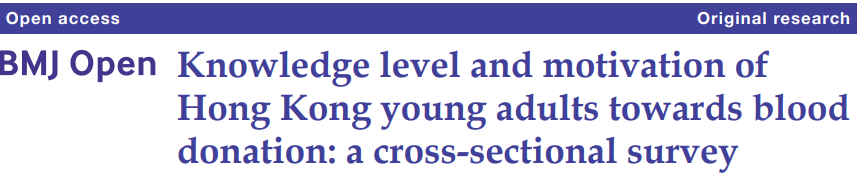 Open access Original research
BMJ Open Knowledge level and motivation of
Hong Kong young adults towards blood
donation: a cross-sectional survey